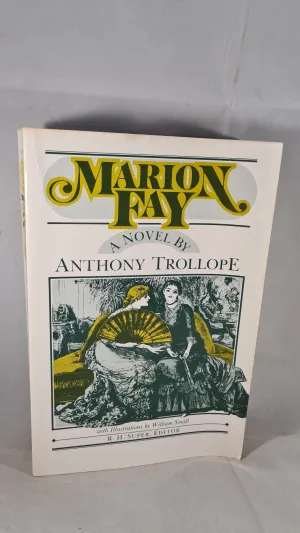 MARION
FAY
A NOVEL BY
ANTHONY TROLLOPE
with Illustrations by William Small
R. H. SUPER, EDITOR